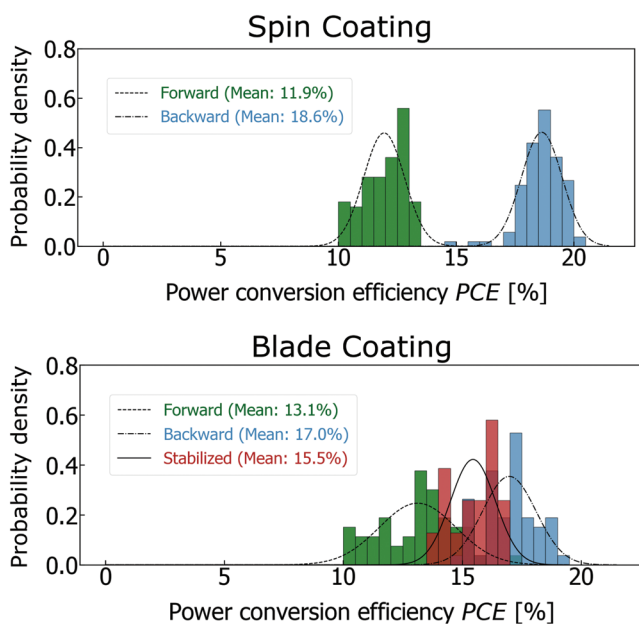 Spin Coating
Probability density
0.8
0.6
0.4
0.2
0.0
Forward (Mean: 11.9%)
Backward (Mean: 18.6%)
0 5 10 15 20
Power conversion efficiency PCE [%]
Blade Coating
Probability density
0.8
0.6
0.4
0.2
0.0
Forward (Mean: 13.1%)
Backward (Mean: 17.0%)
Stabilized (Mean: 15.5%)
0 5 10 15 20
Power conversion efficiency PCE [%]